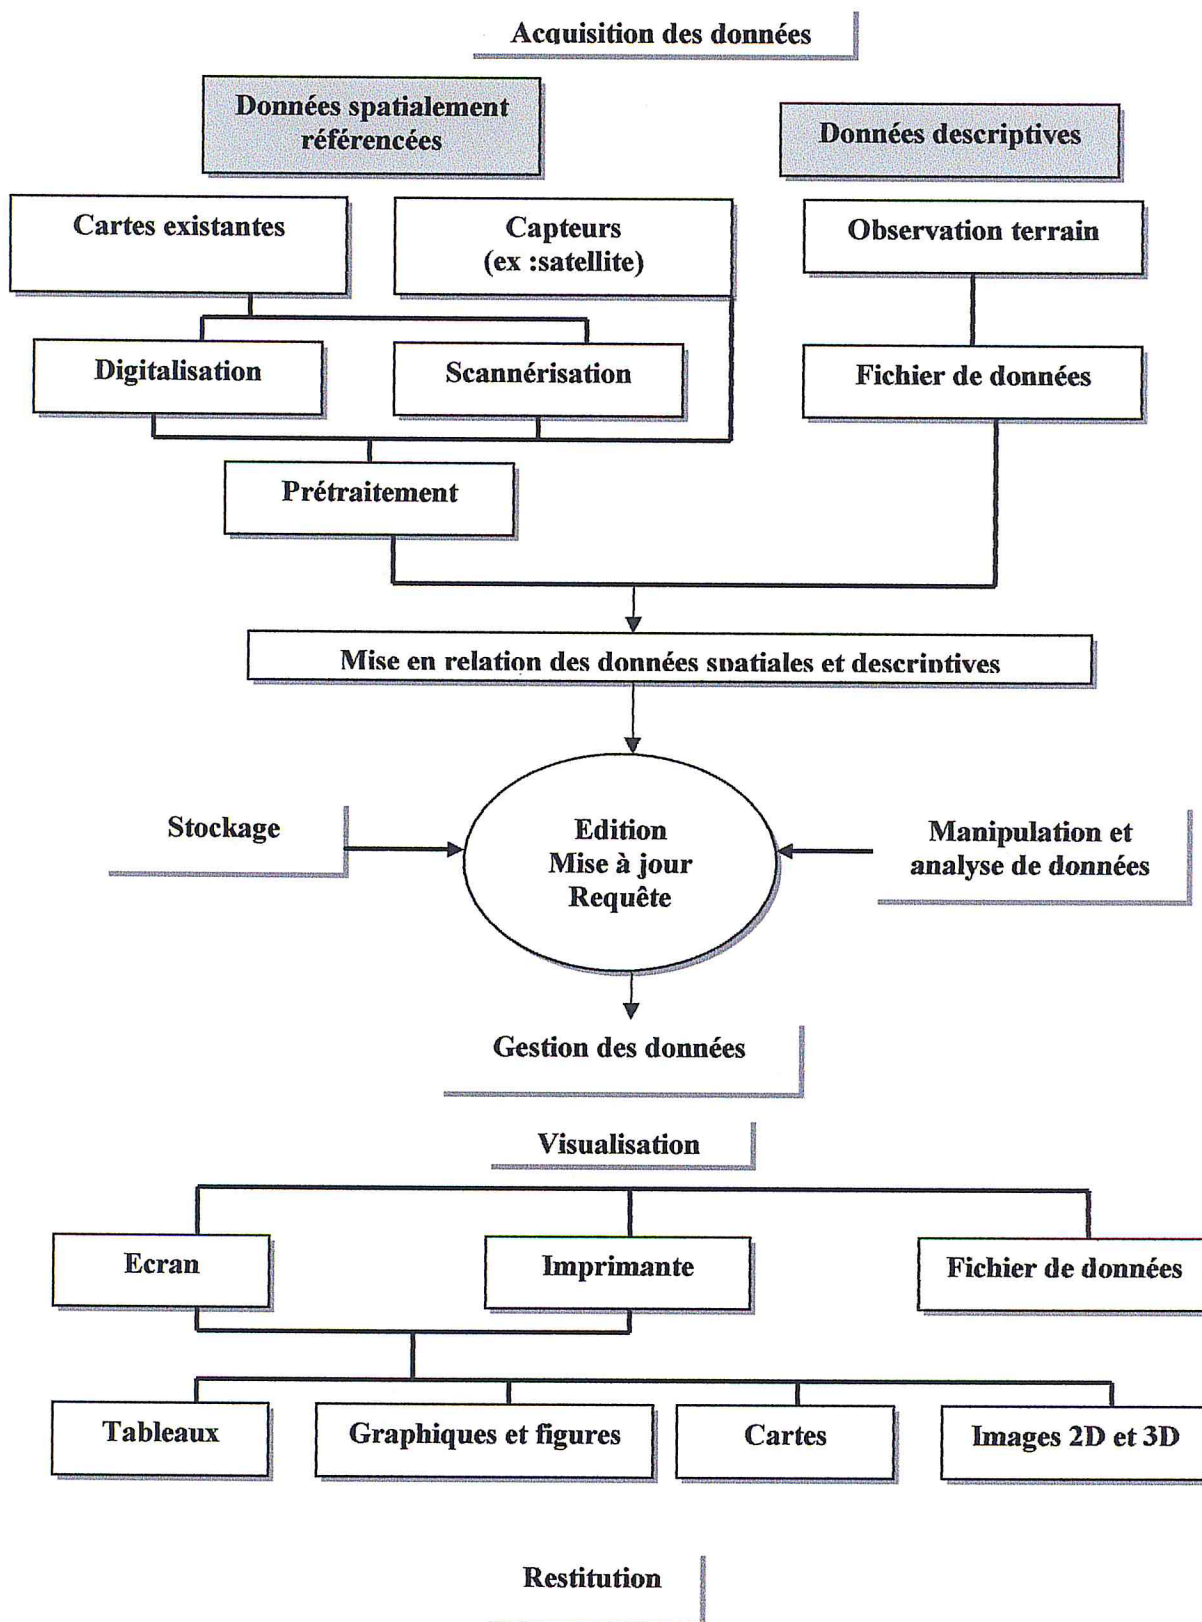 Acquisition des données
Données spatialement
référencées
Données descriptives
Cartes existantes
Capteurs
(ex :satellite)
Observation terrain
Digitalisation
Scannérisation
Fichier de données
Prétraitement
Mise en relation des données spatiales et descriptives
Stockage
Edition
Mise à jour
Requête
Manipulation et
analyse de données
Gestion des données
Visualisation
Ecran
Imprimante
Fichier de données
Tableaux
Graphiques et figures
Cartes
Images 2D et 3D
Restitution